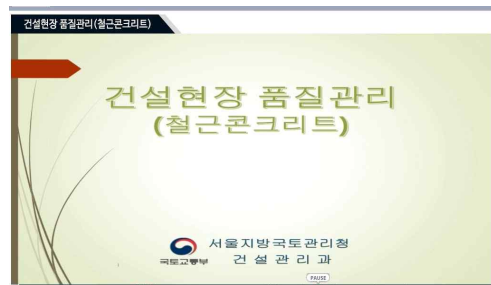 건설현장 품질관리(철근콘크리트)
건설현장 품질관리
(철근콘크리트)
국토교통부
서울지방국토관리청
건설관리과
PAUSE